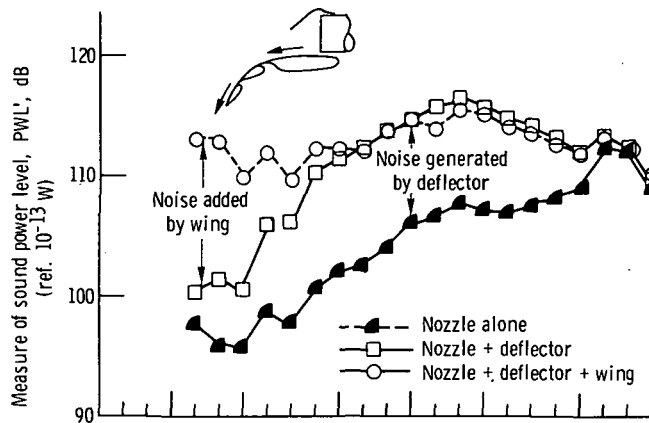 Measure of sound power level, PWL', dB
(ref. 10⁻¹³ W)
120
110
100
90
Noise added
by wing
Noise generated
by deflector
Nozzle alone
Nozzle + deflector
Nozzle + deflector + wing